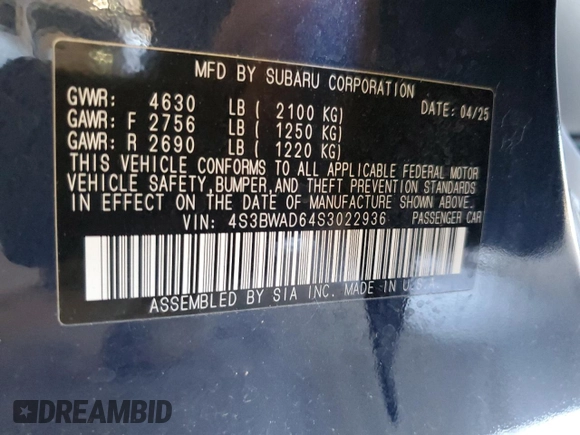 MFD BY SUBARU CORPORATION
GVWR: 4630 LB ( 2100 KG) DATE: 04/25
GAWR: F 2756 LB ( 1250 KG)
GAWR: R 2690 LB ( 1220 KG)
THIS VEHICLE CONFORMS TO ALL APPLICABLE FEDERAL MOTOR
VEHICLE SAFETY,BUMPER,AND THEFT PREVENTION STANDARDS
IN EFFECT ON THE DATE OF MANUFACTURE SHOWN ABOVE.
VIN: 4S3BWAD64S3022936 PASSENGER CAR
ASSEMBLED BY SIA INC. MADE IN U.S.A.
DREAMBID